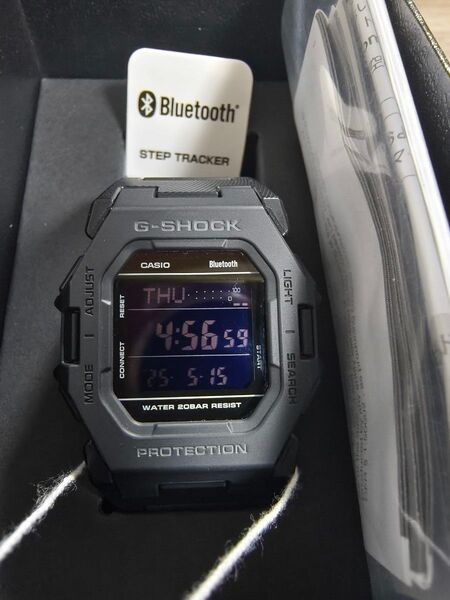 Bluetooth®
STEP TRACKER
G-SHOCK
CASIO Bluetooth
ADJUST
RESET
LIGHT
THU
4:56 59
CONNECT
START
MODE
SEARCH
25 5-15
WATER 20BAR RESIST
PROTECTION